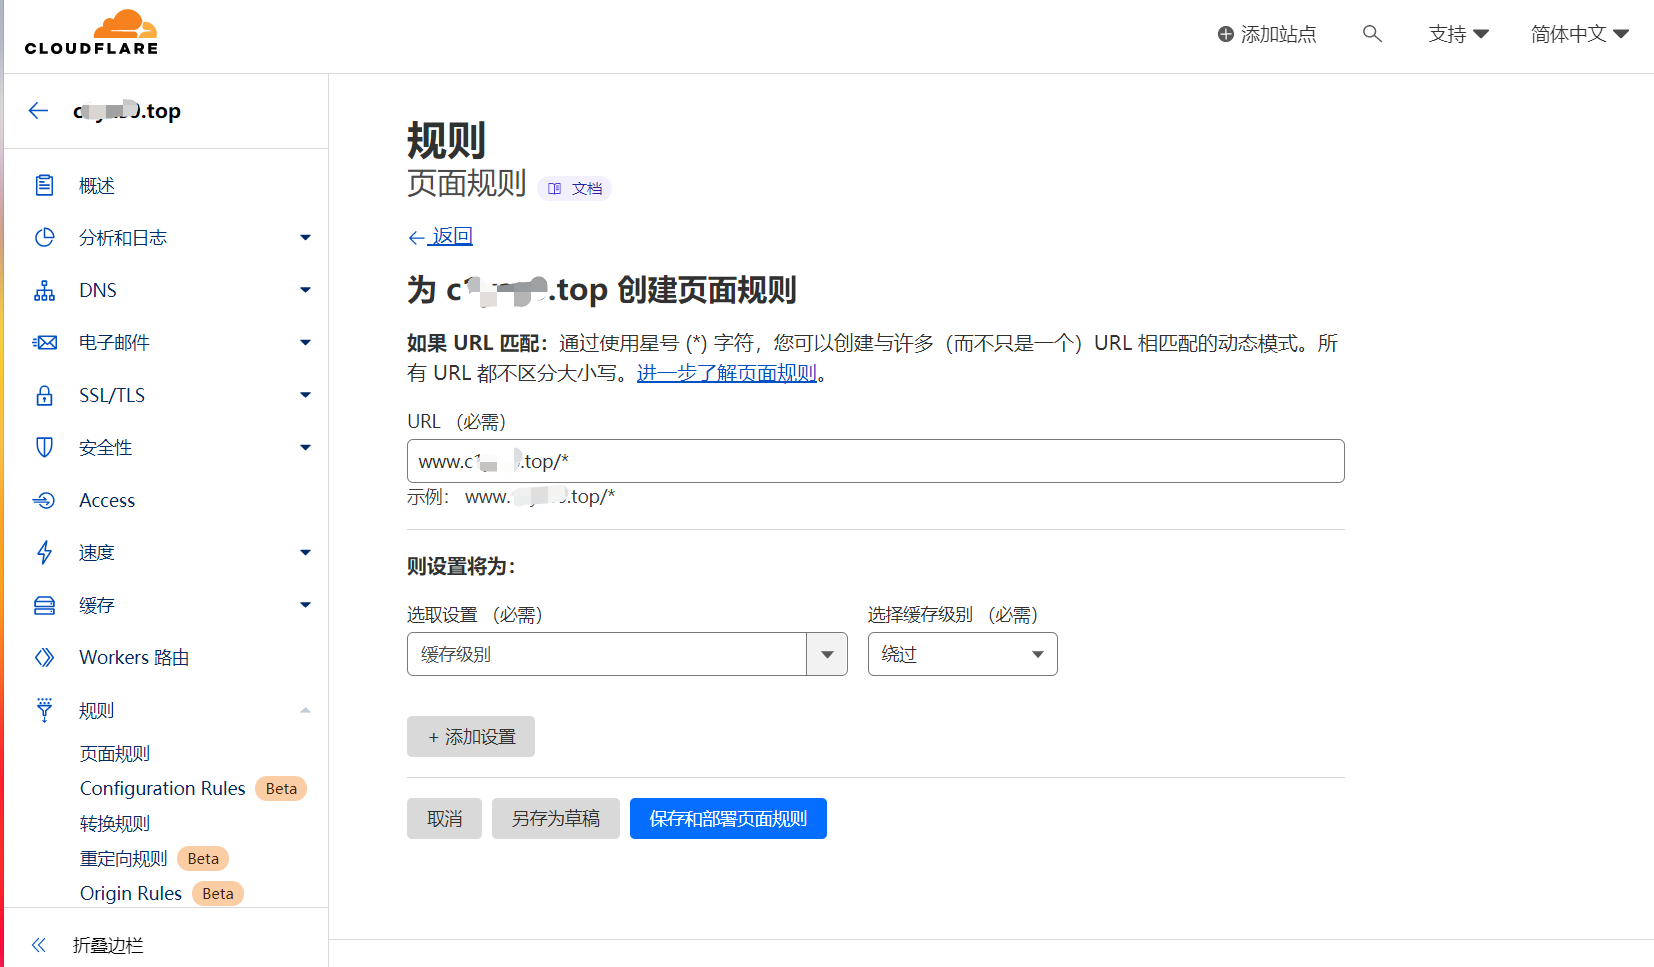 CLOUDFLARE
添加站点
支持
简体中文
.top
概述
分析和日志
DNS
电子邮件
SSL/TLS
安全性
Access
速度
缓存
Workers 路由
规则
页面规则
Configuration Rules Beta
转换规则
重定向规则 Beta
Origin Rules Beta
折叠边栏
规则
页面规则 文档
返回
为 .top 创建页面规则
如果 URL 匹配：通过使用星号 (*) 字符，您可以创建与许多（而不只是一个）URL 相匹配的动态模式。所
有 URL 都不区分大小写。进一步了解页面规则。
URL （必需）
www. .top/*
示例： www. .top/*
则设置将为：
选取设置 （必需） 选择缓存级别 （必需）
缓存级别 绕过
+ 添加设置
取消 另存为草稿 保存和部署页面规则